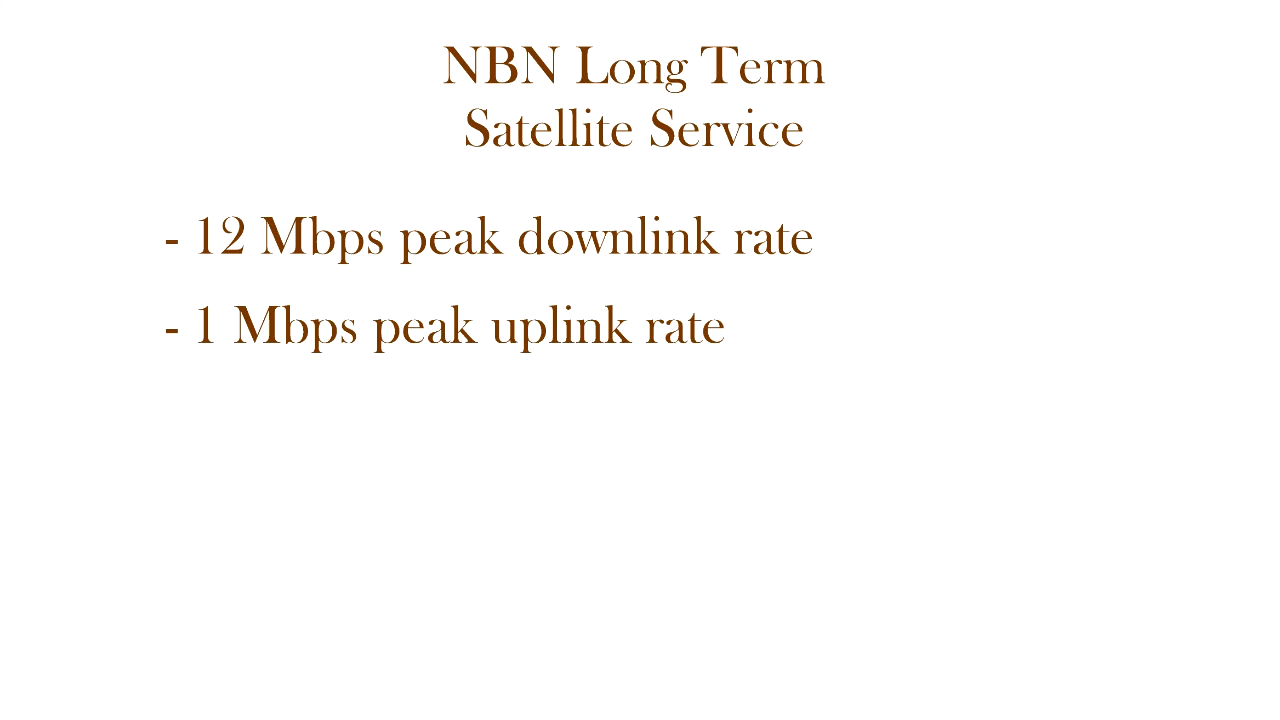 NBN Long Term
Satellite Service
- 12 Mbps peak downlink rate
- 1 Mbps peak uplink rate